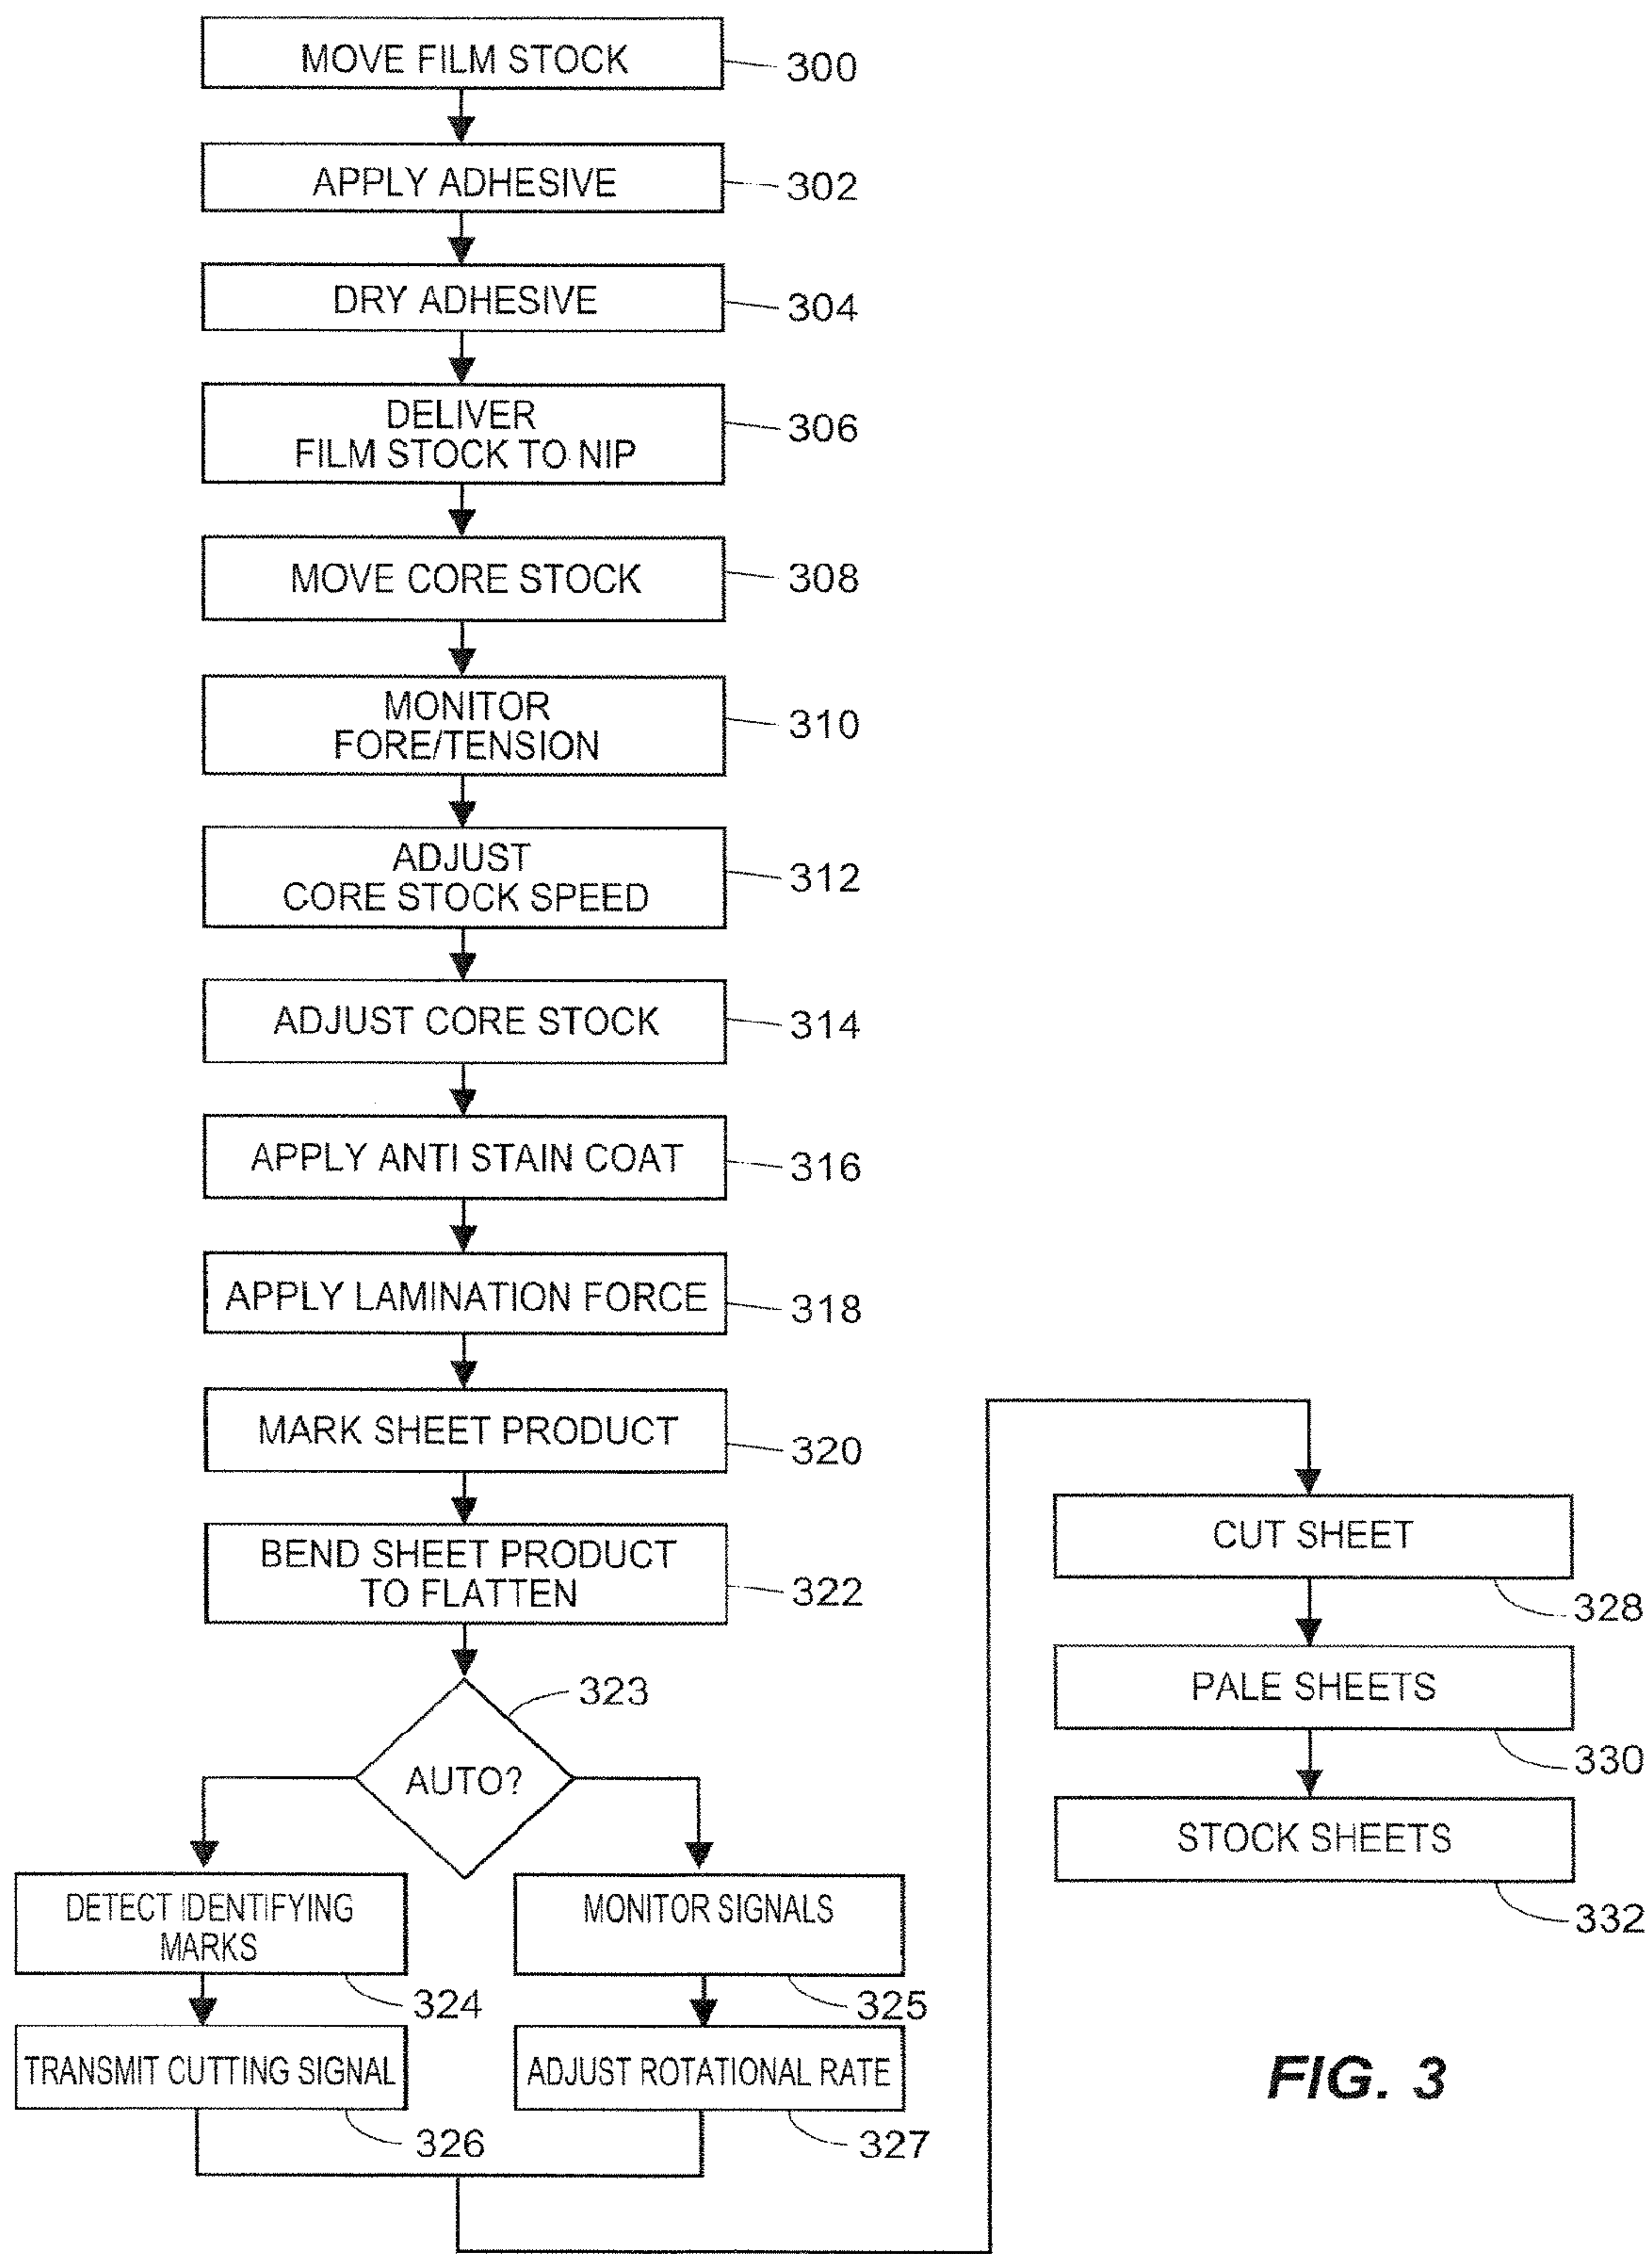 MOVE FILM STOCK
300
APPLY ADHESIVE
302
DRY ADHESIVE
304
DELIVER
FILM STOCK TO NIP
306
MOVE CORE STOCK
308
MONITOR
FORE/TENSION
310
ADJUST
CORE STOCK SPEED
312
ADJUST CORE STOCK
314
APPLY ANTI STAIN COAT
316
APPLY LAMINATION FORCE
318
MARK SHEET PRODUCT
320
BEND SHEET PRODUCT
TO FLATTEN
322
323
AUTO?
DETECT IDENTIFYING
MARKS
324
MONITOR SIGNALS
325
TRANSMIT CUTTING SIGNAL
326
ADJUST ROTATIONAL RATE
327
CUT SHEET
328
PALE SHEETS
330
STOCK SHEETS
332
FIG. 3